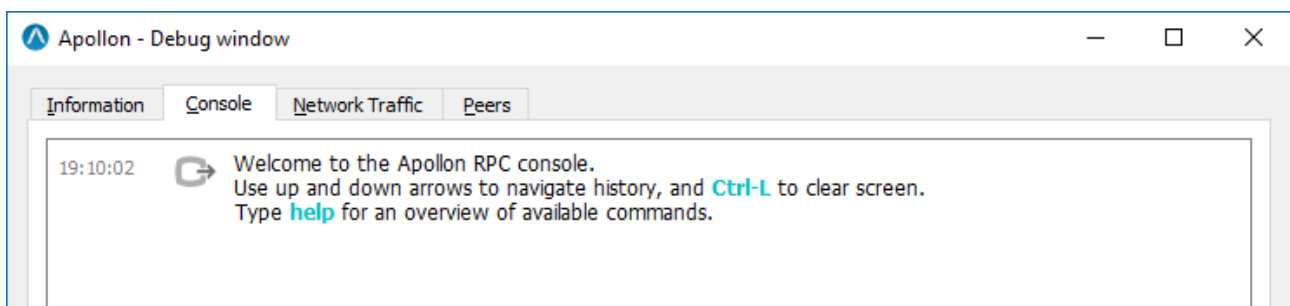 Apollon - Debug window
Information Console Network Traffic Peers
19:10:02 Welcome to the Apollon RPC console.
Use up and down arrows to navigate history, and Ctrl-L to clear screen.
Type help for an overview of available commands.